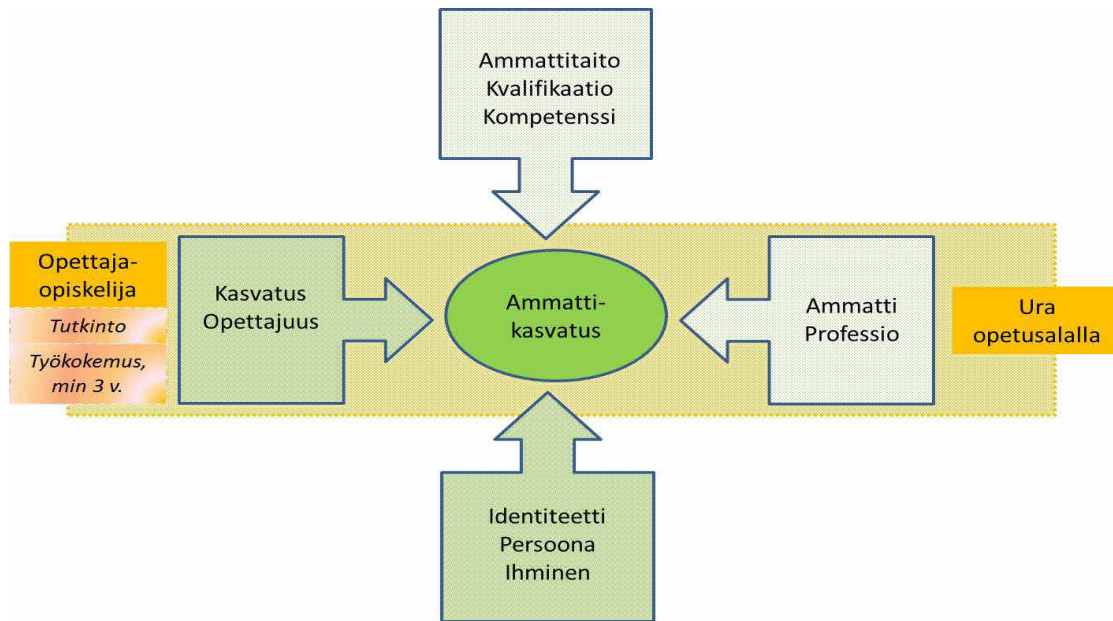 Ammattitaito
Kvalifikaatio
Kompetenssi
Opettaja-
opiskelija
Tutkinto
Työkokemus,
min 3 v.
Kasvatus
Opettajuus
Ammatti-
kasvatus
Ammatti
Professio
Ura
opetusalalla
Identiteetti
Persoona
Ihminen